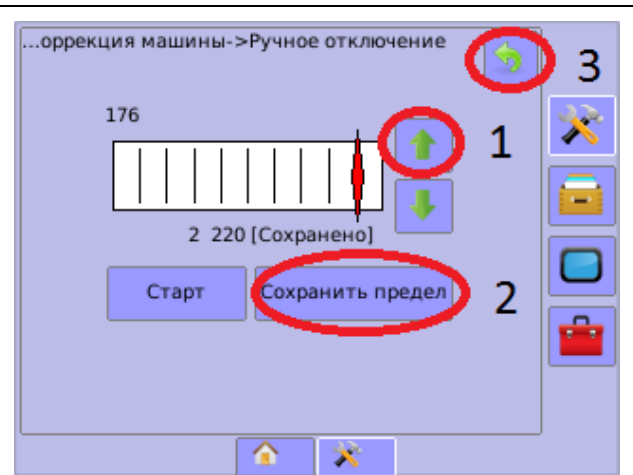 ...оррекция машины->Ручное отключение
3
176
1
2 220 [Сохранено]
Старт
Сохранить предел
2